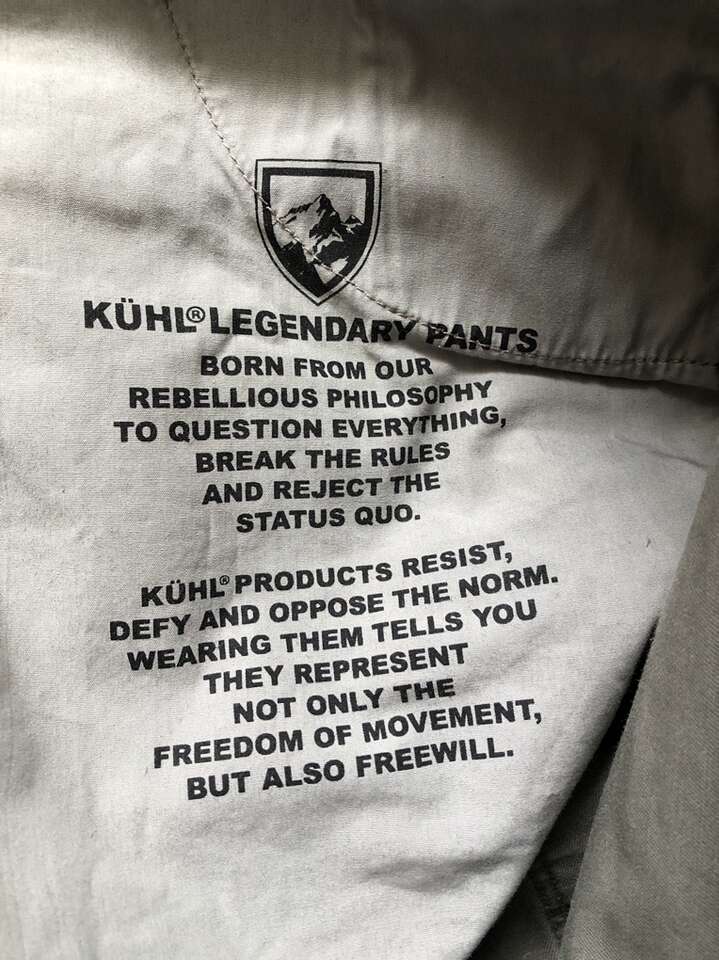 KÜHL® LEGENDARY PANTS
BORN FROM OUR
REBELLIOUS PHILOSOPHY
TO QUESTION EVERYTHING,
BREAK THE RULES
AND REJECT THE
STATUS QUO.
KÜHL® PRODUCTS RESIST,
DEFY AND OPPOSE THE NORM.
WEARING THEM TELLS YOU
THEY REPRESENT
NOT ONLY THE
FREEDOM OF MOVEMENT,
BUT ALSO FREEWILL.